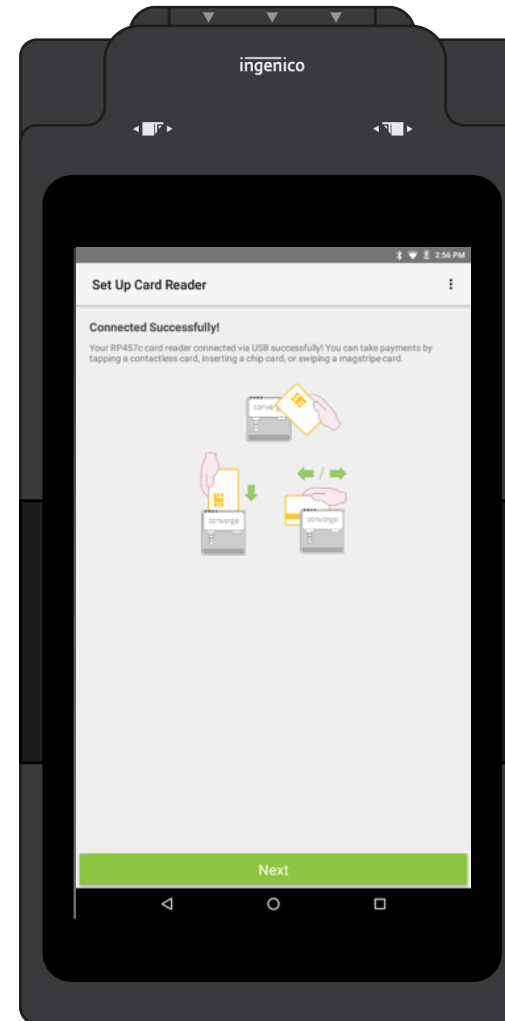 ingenico
2:56 PM
Set Up Card Reader
Connected Successfully!
Your RP457c card reader connected via USB successfully! You can take payments by
tapping a contactless card, inserting a chip card, or swiping a magstripe card.
converge
converge
Next